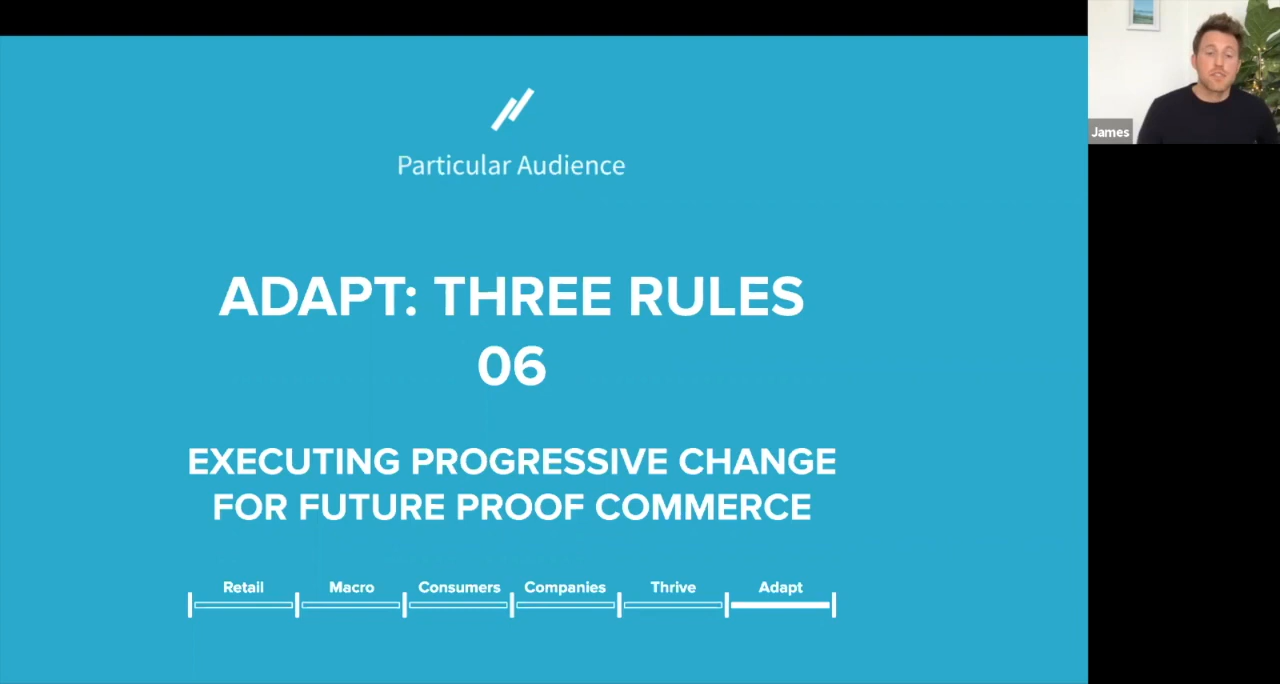 Particular Audience
ADAPT: THREE RULES
06
EXECUTING PROGRESSIVE CHANGE
FOR FUTURE PROOF COMMERCE
Retail Macro Consumers Companies Thrive Adapt
James